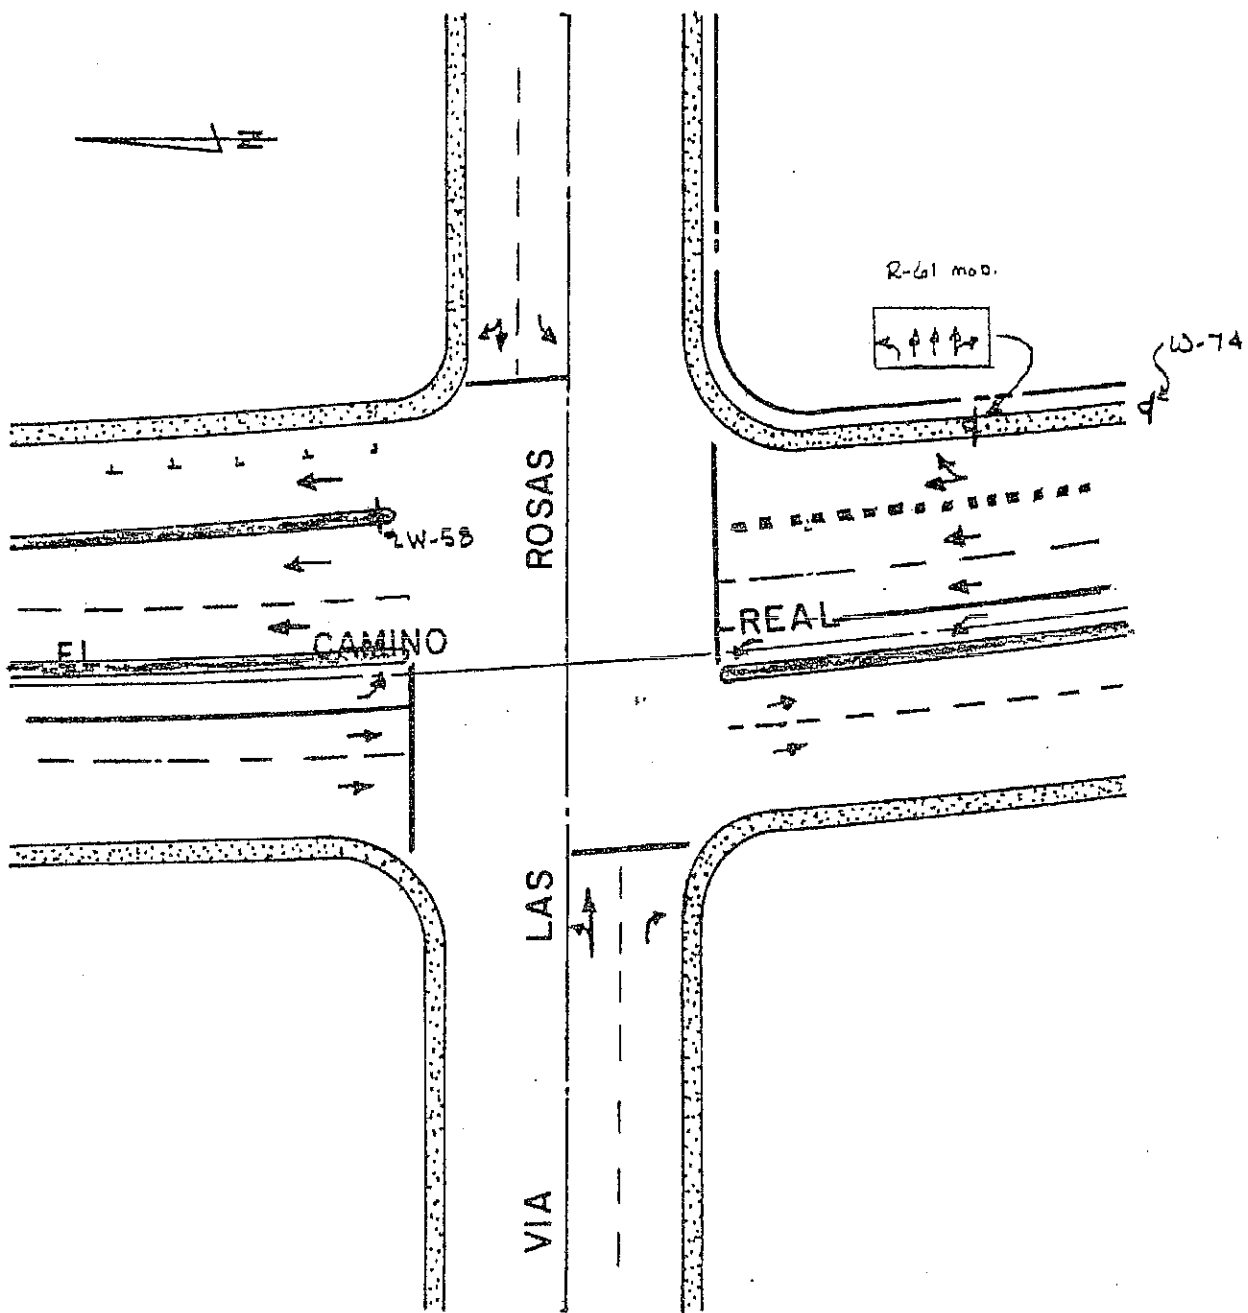 N
R-61 MOD.
W-74
ROSAS
W-58
REAL
EL CAMINO
LAS
VIA